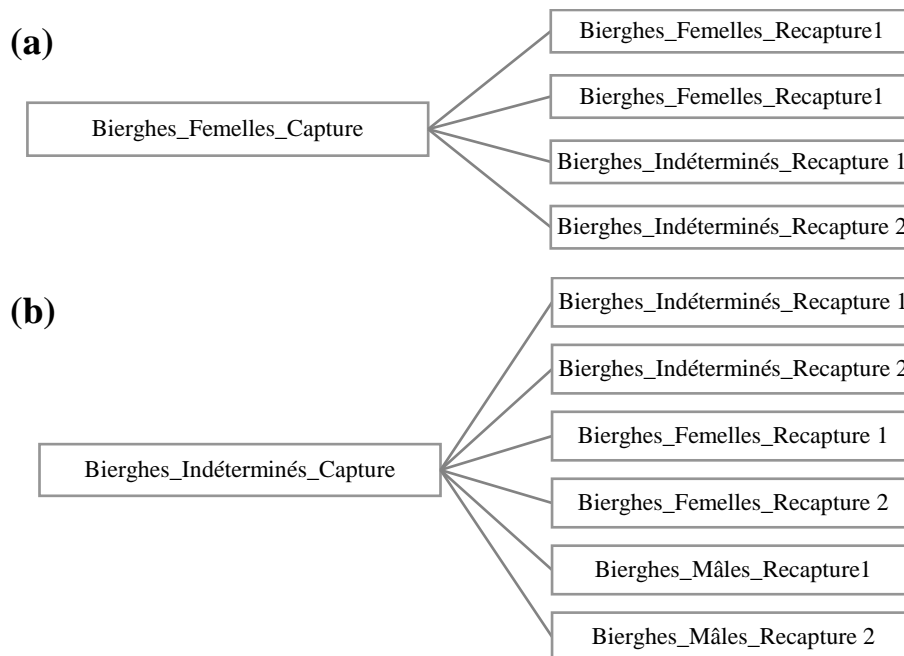 (a)
Bierghes_Femelles_Capture
Bierghes_Femelles_Recapture1
Bierghes_Femelles_Recapture1
Bierghes_Indéterminés_Recapture 1
Bierghes_Indéterminés_Recapture 2
(b)
Bierghes_Indéterminés_Capture
Bierghes_Indéterminés_Recapture 1
Bierghes_Indéterminés_Recapture 2
Bierghes_Femelles_Recapture 1
Bierghes_Femelles_Recapture 2
Bierghes_Mâles_Recapture1
Bierghes_Mâles_Recapture 2